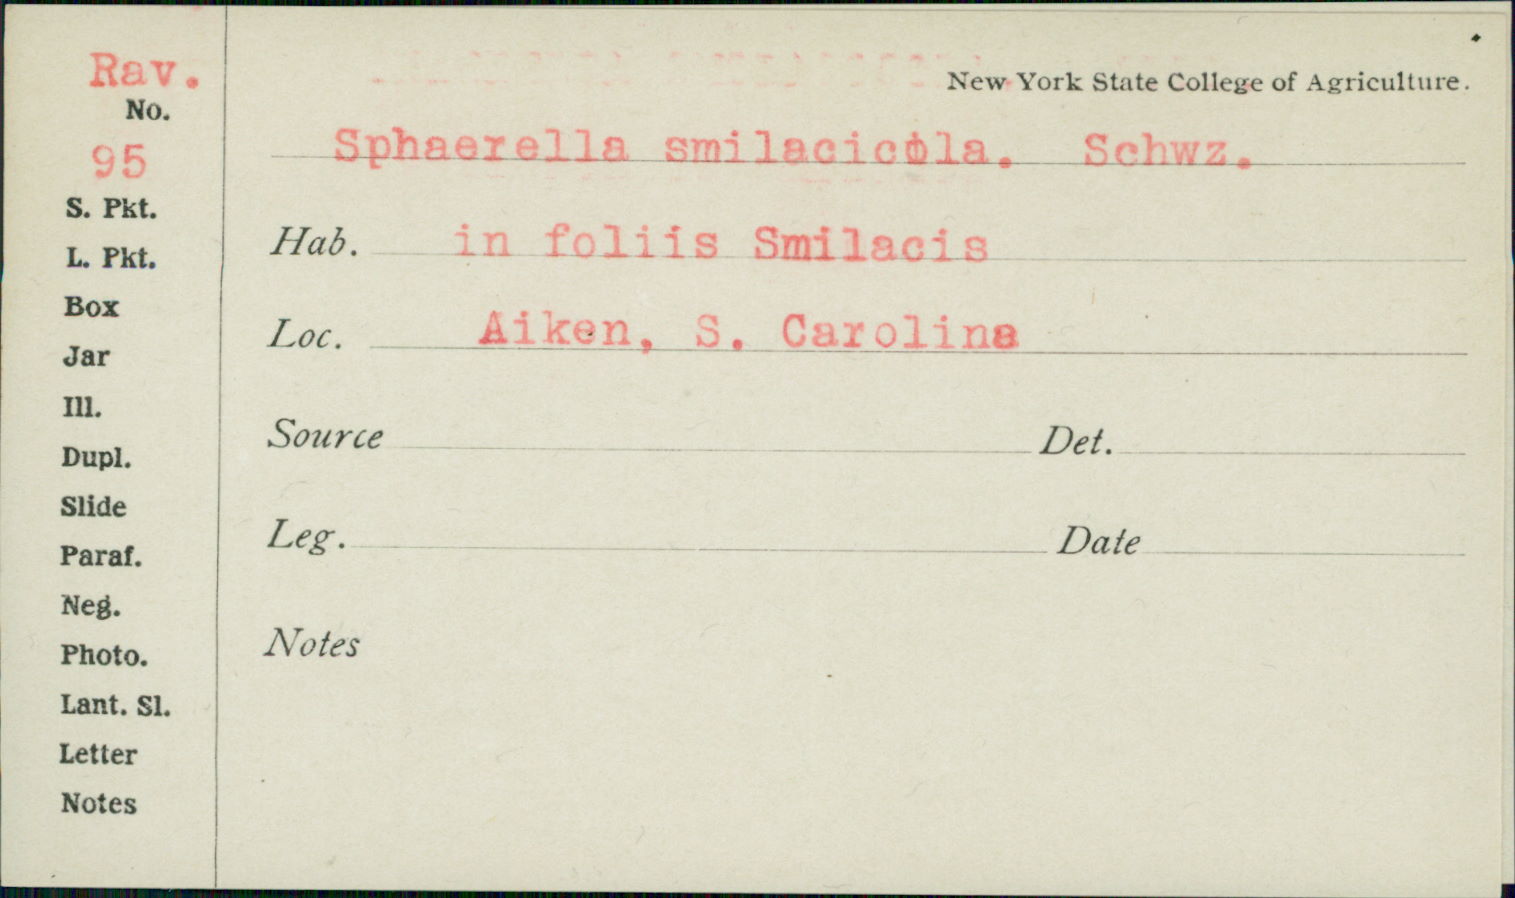 Rav.
No.
95
S. Pkt.
L. Pkt.
Box
Jar
Ill.
Dupl.
Slide
Paraf.
Neg.
Photo.
Lant. Sl.
Letter
Notes
New York State College of Agriculture.
Sphaerella smilacicola. Schwz.
Hab. in foliis Smilacis
Loc. Aiken, S. Carolina
Source Det.
Leg. Date
Notes